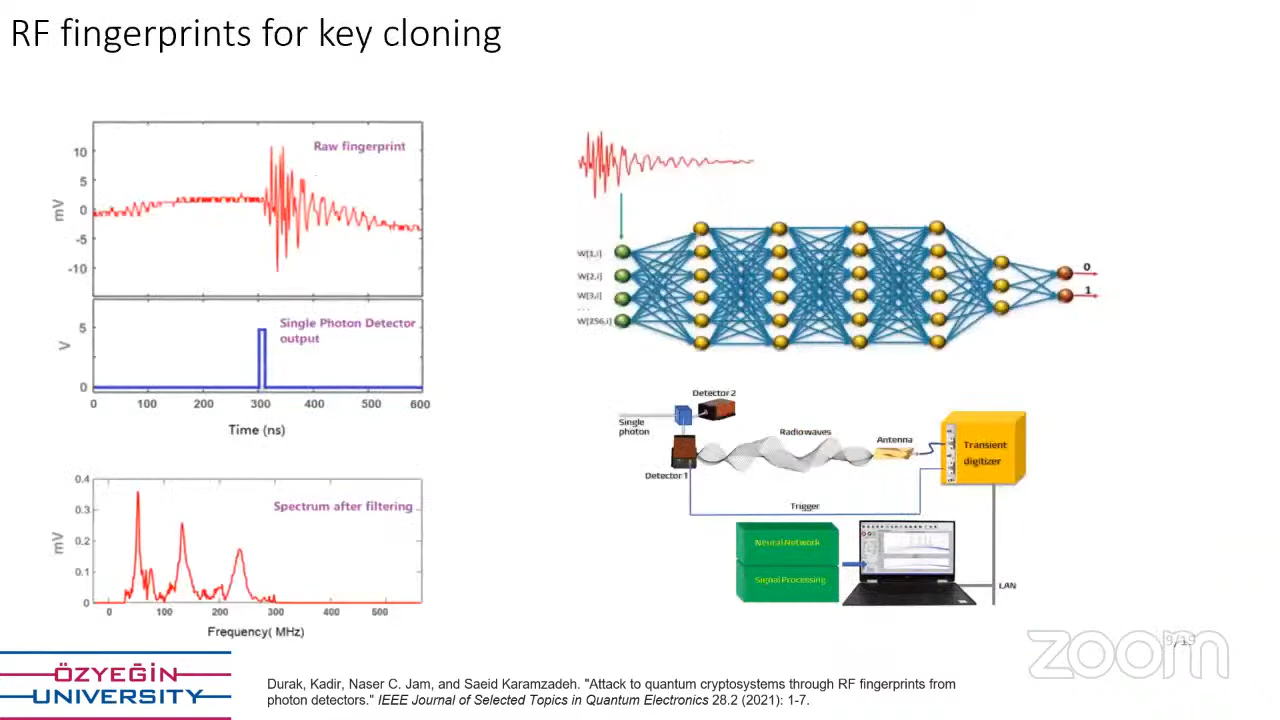 RF fingerprints for key cloning
Raw fingerprint
10
5
0
-5
-10
mV
Single Photon Detector
output
5
0
V
0 100 200 300 400 500 600
Time (ns)
Spectrum after filtering
0.4
0.3
0.2
0.1
0
mV
0 100 200 300 400 500
Frequency( MHz)
W[1,i]
W[2,i]
W[3,i]
...
W[256,i]
0
1
Detector 2
Single
photon
Radiowaves
Antenna
Detector 1
Transient
digitizer
Trigger
Neural Network
Signal Processing
LAN
zoom
9/19
ÖZYEĞİN
UNIVERSITY
Durak, Kadir, Naser C. Jam, and Saeid Karamzadeh. "Attack to quantum cryptosystems through RF fingerprints from
photon detectors." IEEE Journal of Selected Topics in Quantum Electronics 28.2 (2021): 1-7.